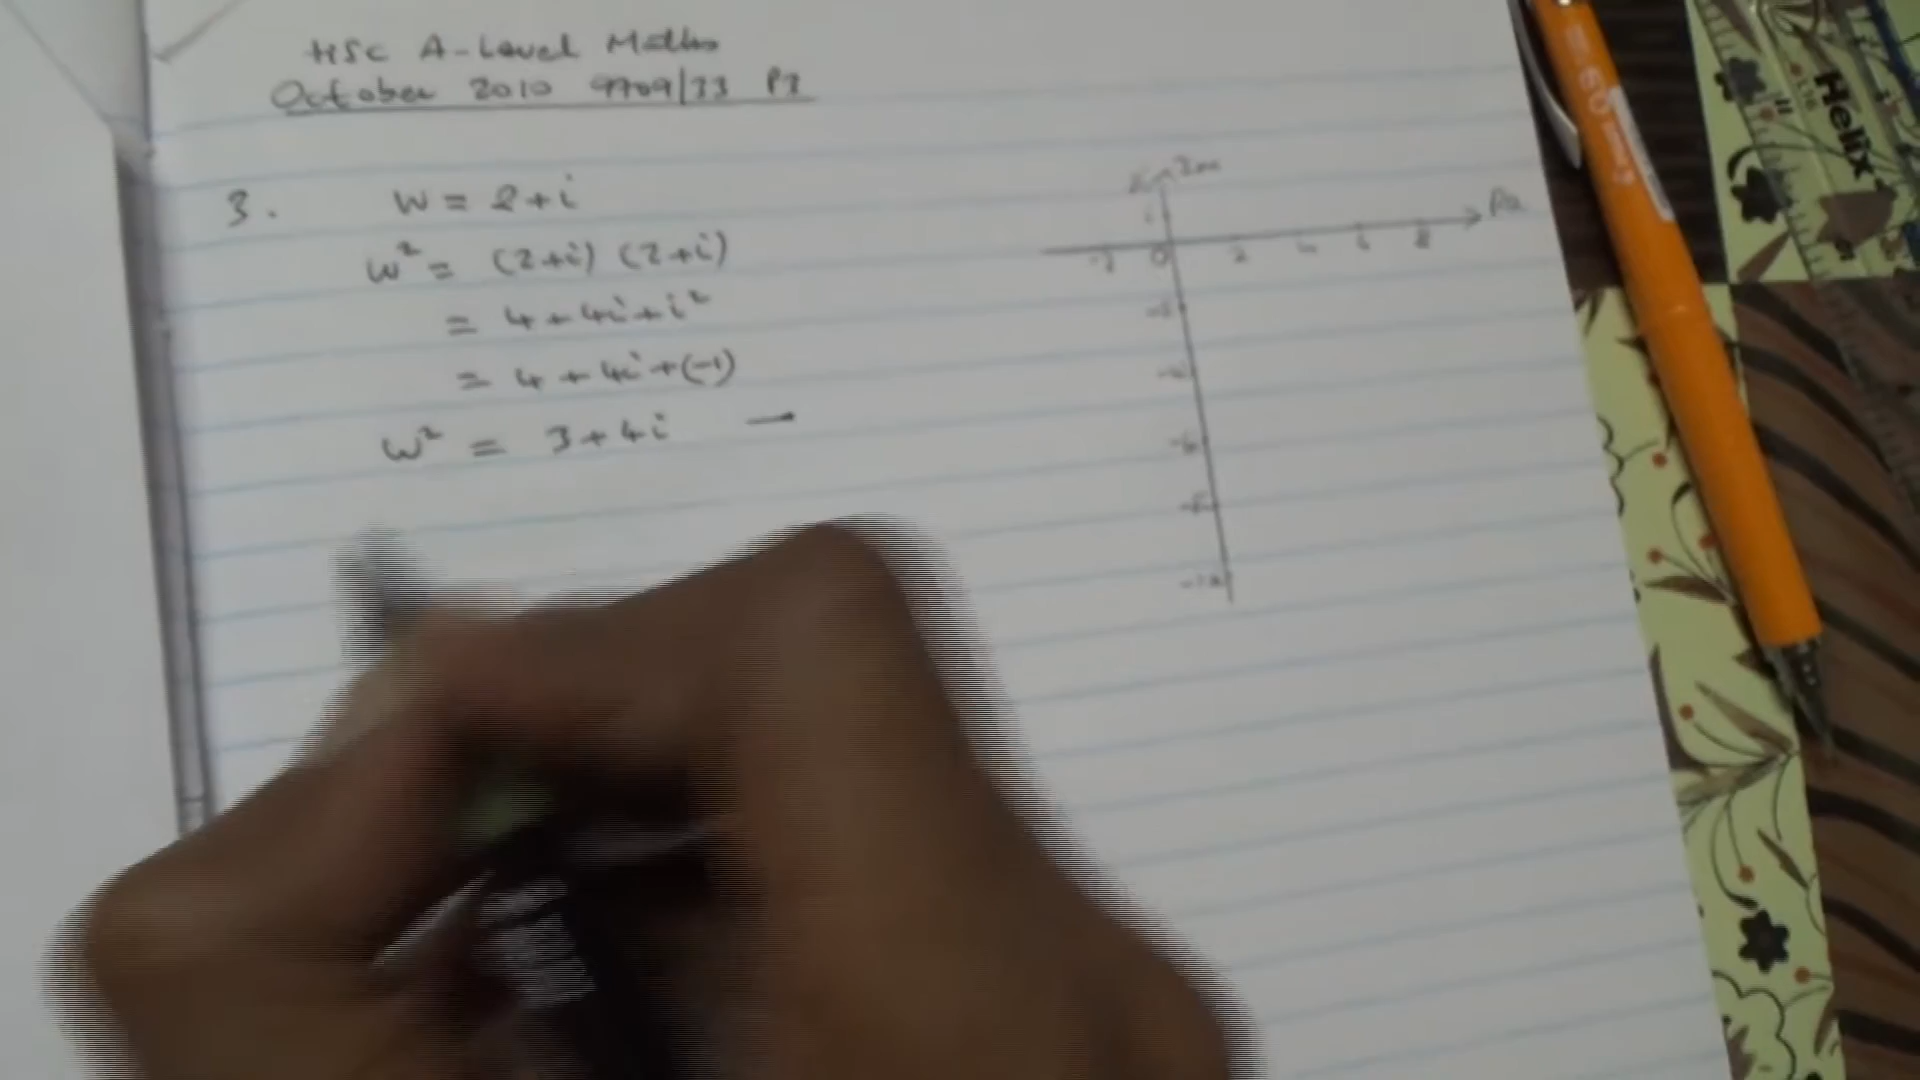 HSC A-Level Maths
October 2010 9709/33 P3
3. W = 2+i
W² = (2+i) (2+i)
= 4+4i+i²
= 4+4i+(-1)
W² = 3+4i
Im
Re
-2 0 2 4 6 8
-2
-4
-6
-8
-10
Helix